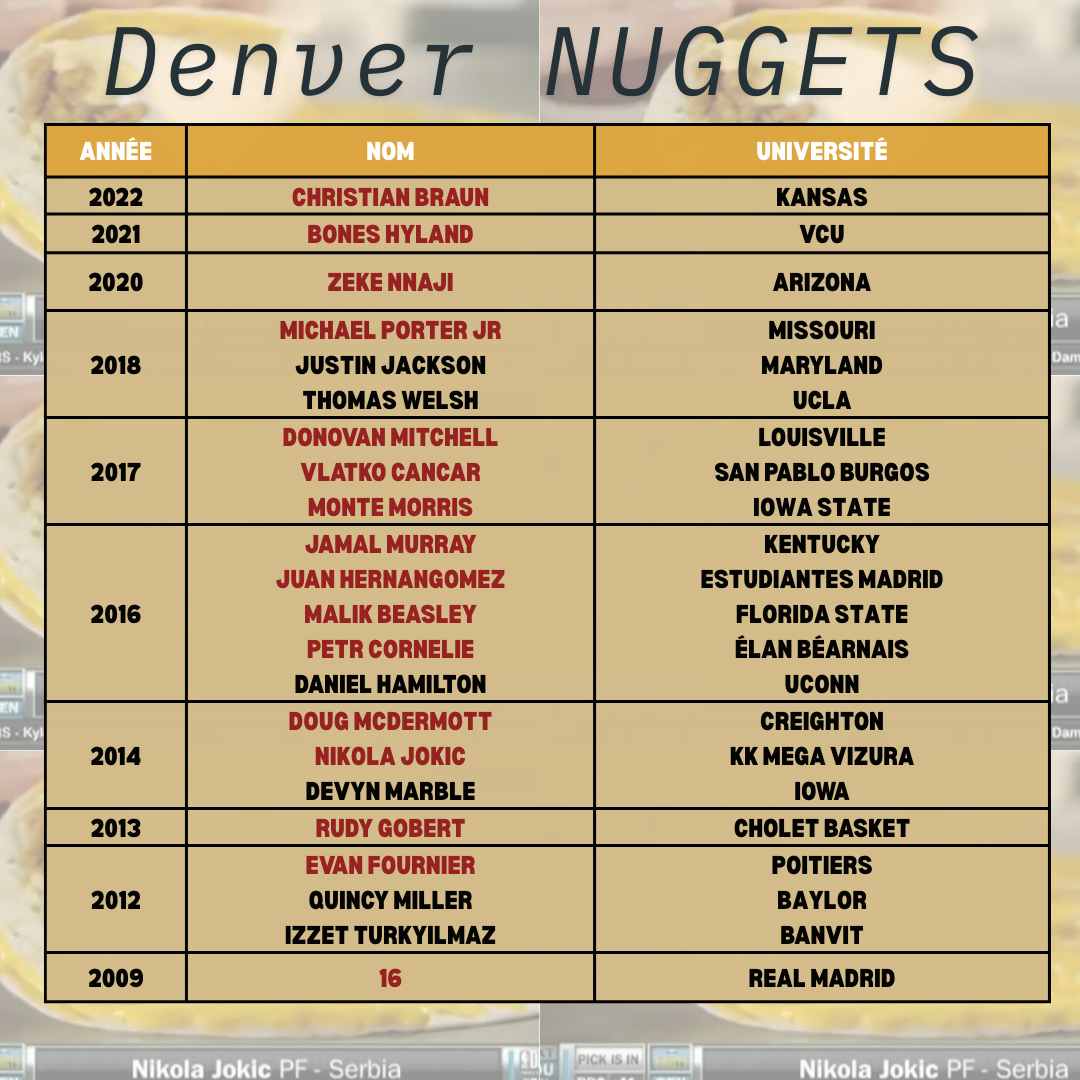 Denver NUGGETS
ANNÉE NOM UNIVERSITÉ
2022 CHRISTIAN BRAUN KANSAS
2021 BONES HYLAND VCU
2020 ZEKE NNAJI ARIZONA
MICHAEL PORTER JR MISSOURI
2018 JUSTIN JACKSON MARYLAND
THOMAS WELSH UCLA
DONOVAN MITCHELL LOUISVILLE
2017 VLATKO CANCAR SAN PABLO BURGOS
MONTE MORRIS IOWA STATE
JAMAL MURRAY KENTUCKY
JUAN HERNANGOMEZ ESTUDIANTES MADRID
2016 MALIK BEASLEY FLORIDA STATE
PETR CORNELIE ÉLAN BÉARNAIS
DANIEL HAMILTON UCONN
DOUG MCDERMOTT CREIGHTON
2014 NIKOLA JOKIC KK MEGA VIZURA
DEVYN MARBLE IOWA
2013 RUDY GOBERT CHOLET BASKET
EVAN FOURNIER POITIERS
2012 QUINCY MILLER BAYLOR
IZZET TURKYILMAZ BANVIT
2009 16 REAL MADRID
PICK IS IN
Nikola Jokic PF - Serbia Nikola Jokic PF - Serbia